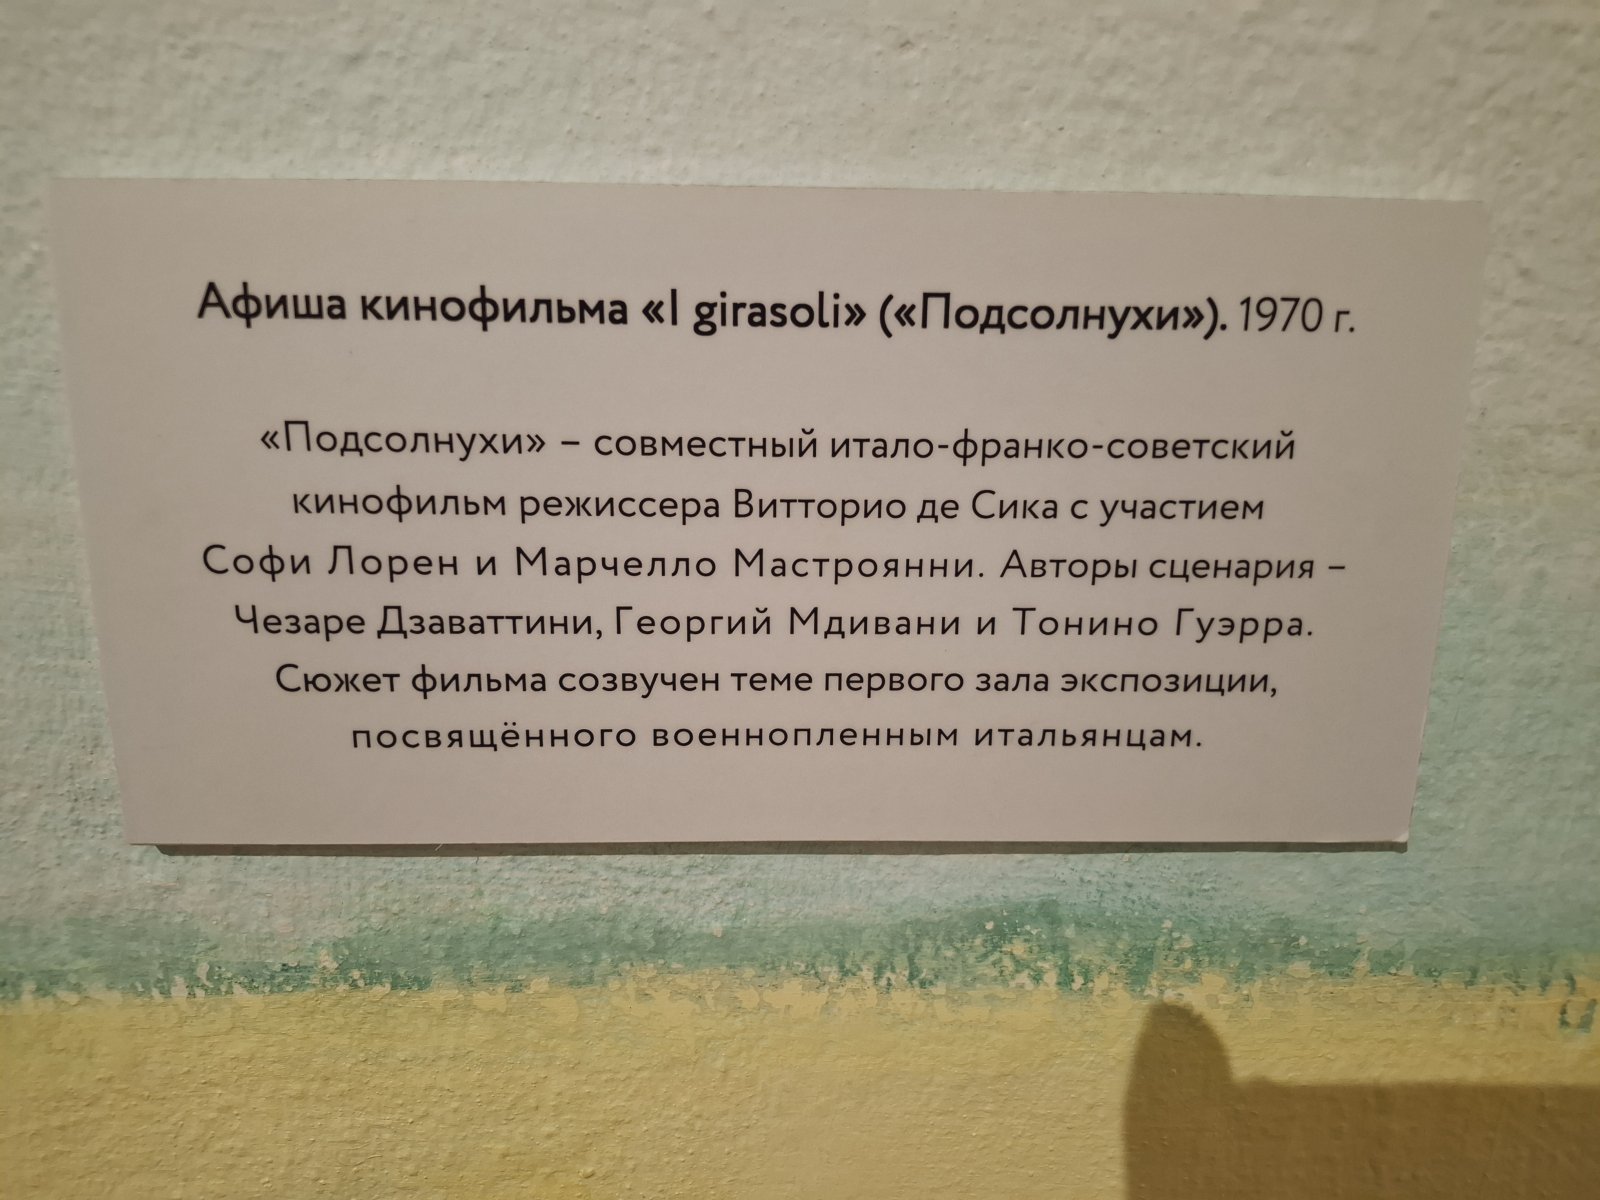 Афиша кинофильма «I girasoli» («Подсолнухи»). 1970 г.
«Подсолнухи» – совместный итало-франко-советский
кинофильм режиссера Витторио де Сика с участием
Софи Лорен и Марчелло Мастроянни. Авторы сценария –
Чезаре Дзаваттини, Георгий Мдивани и Тонино Гуэрра.
Сюжет фильма созвучен теме первого зала экспозиции,
посвящённого военнопленным итальянцам.